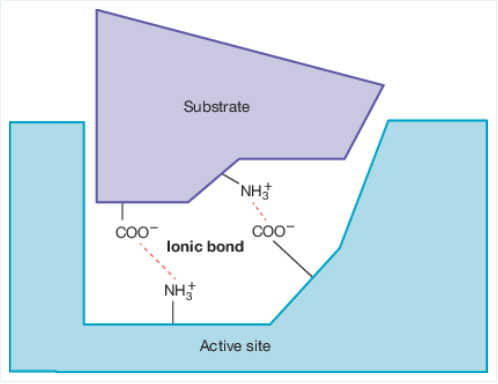 Substrate
NH₃⁺
COO⁻
COO⁻
Ionic bond
NH₃⁺
Active site